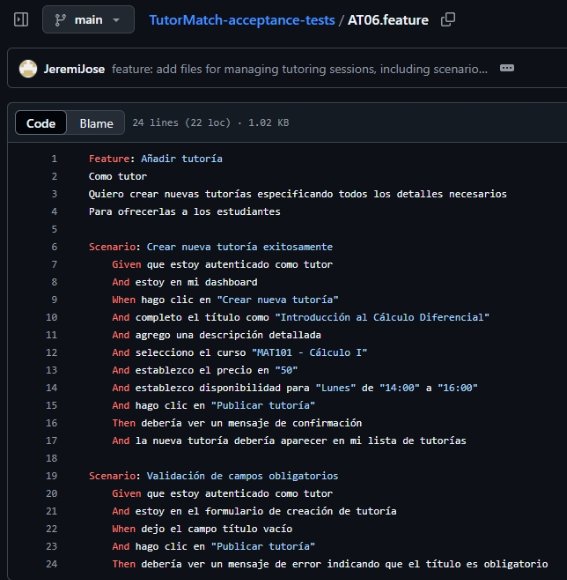 main
TutorMatch-acceptance-tests / AT06.feature
JeremiJose feature: add files for managing tutoring sessions, including scenario...
Code Blame 24 lines (22 loc) · 1.02 KB
1 Feature: Añadir tutoría
2 Como tutor
3 Quiero crear nuevas tutorías especificando todos los detalles necesarios
4 Para ofrecerlas a los estudiantes
5
6 Scenario: Crear nueva tutoría exitosamente
7 Given que estoy autenticado como tutor
8 And estoy en mi dashboard
9 When hago clic en "Crear nueva tutoría"
10 And completo el título como "Introducción al Cálculo Diferencial"
11 And agrego una descripción detallada
12 And selecciono el curso "MAT101 - Cálculo I"
13 And establezco el precio en "50"
14 And establezco disponibilidad para "Lunes" de "14:00" a "16:00"
15 And hago clic en "Publicar tutoría"
16 Then debería ver un mensaje de confirmación
17 And la nueva tutoría debería aparecer en mi lista de tutorías
18
19 Scenario: Validación de campos obligatorios
20 Given que estoy autenticado como tutor
21 And estoy en el formulario de creación de tutoría
22 When dejo el campo título vacío
23 And hago clic en "Publicar tutoría"
24 Then debería ver un mensaje de error indicando que el título es obligatorio